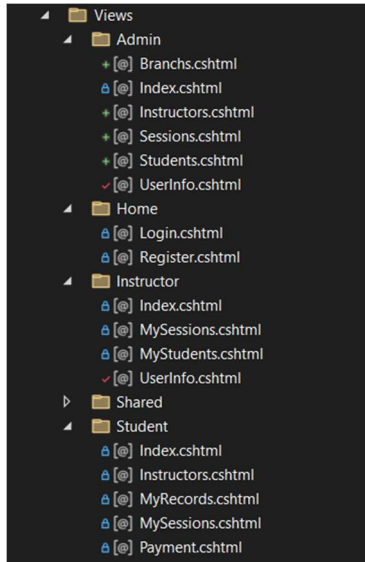 Views
Admin
[@] Branchs.cshtml
[@] Index.cshtml
[@] Instructors.cshtml
[@] Sessions.cshtml
[@] Students.cshtml
[@] UserInfo.cshtml
Home
[@] Login.cshtml
[@] Register.cshtml
Instructor
[@] Index.cshtml
[@] MySessions.cshtml
[@] MyStudents.cshtml
[@] UserInfo.cshtml
Shared
Student
[@] Index.cshtml
[@] Instructors.cshtml
[@] MyRecords.cshtml
[@] MySessions.cshtml
[@] Payment.cshtml